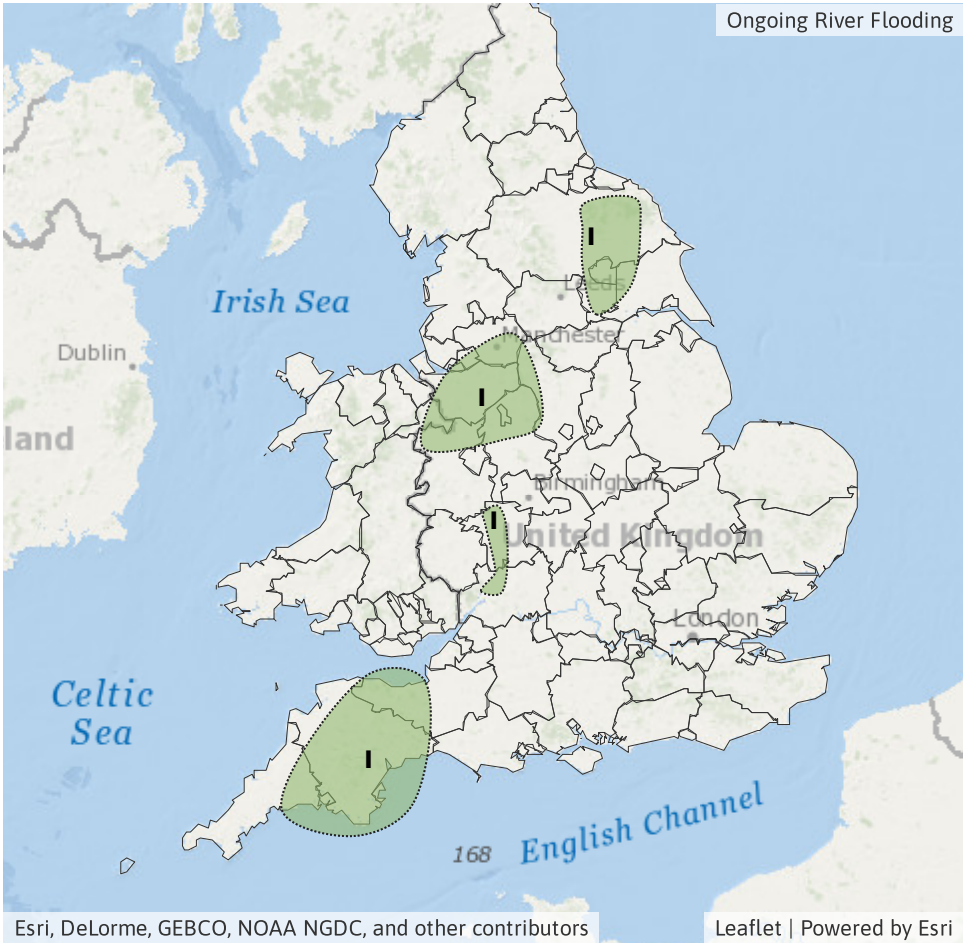 Ongoing River Flooding
I
Leeds
Irish Sea
Manchester
Dublin
I
land
Birmingham
I
United Kingdom
London
Celtic
Sea
I
English Channel
168
Esri, DeLorme, GEBCO, NOAA NGDC, and other contributors
Leaflet | Powered by Esri